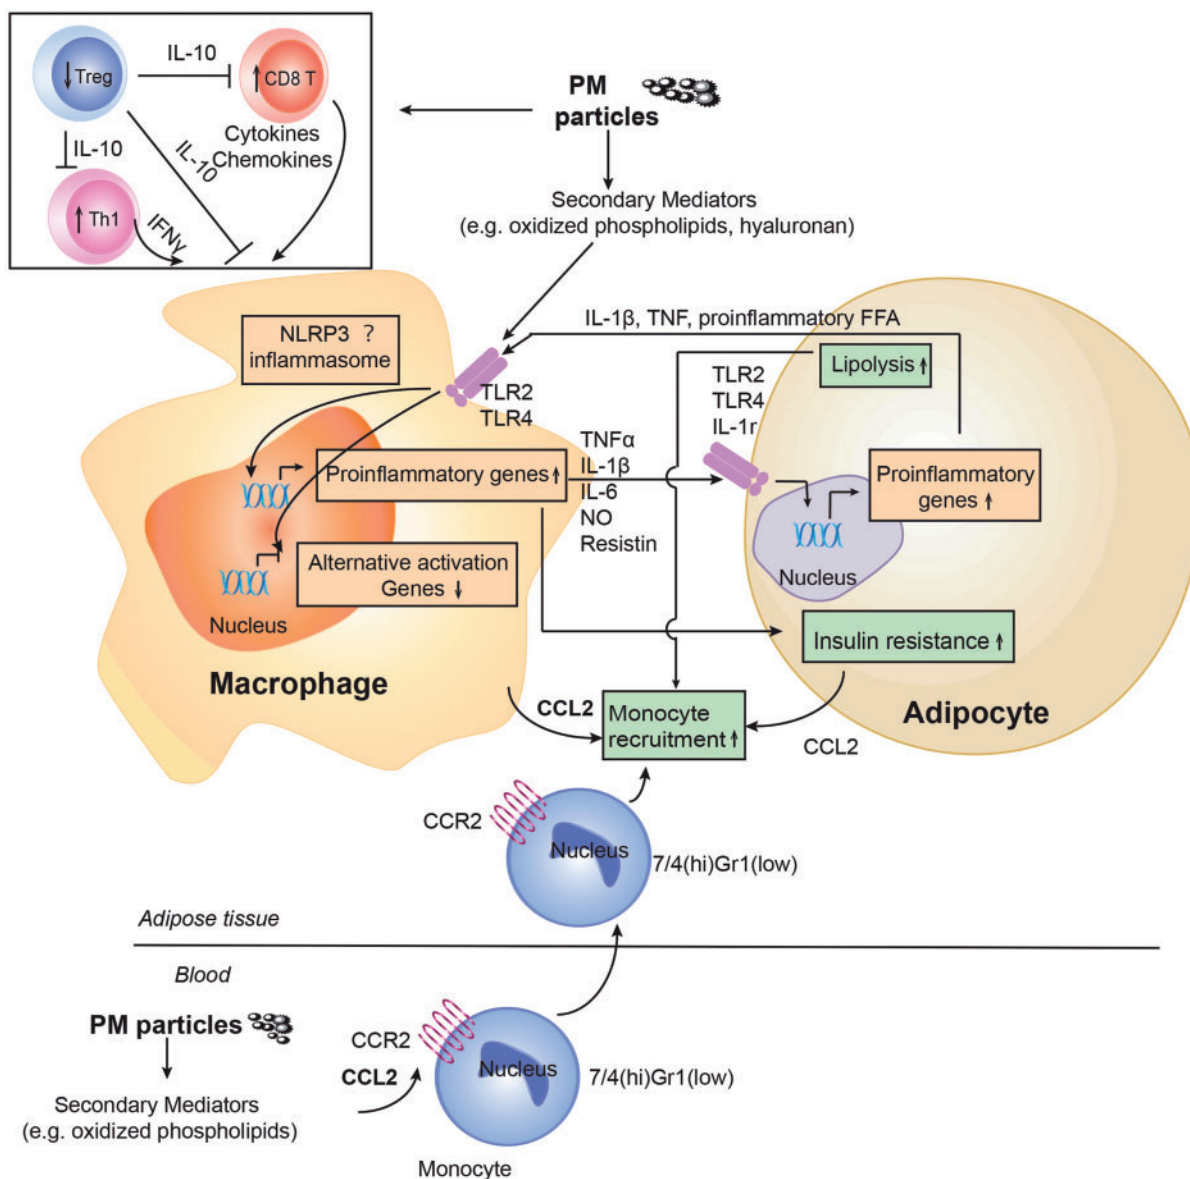 IL-10
↓ Treg
↑ CD8 T
Cytokines
Chemokines
IL-10
IL-10
↑ Th1
IFNγ
PM
particles
Secondary Mediators
(e.g. oxidized phospholipids, hyaluronan)
IL-1β, TNF, proinflammatory FFA
NLRP3 ?
inflammasome
TLR2
TLR4
Lipolysis ↑
TLR2
TLR4
IL-1r
Proinflammatory genes ↑
TNFα
IL-1β
IL-6
NO
Resistin
Proinflammatory
genes ↑
Alternative activation
Genes ↓
Nucleus
Nucleus
Insulin resistance ↑
Macrophage
Adipocyte
CCL2
Monocyte
recruitment ↑
CCL2
CCR2
Nucleus
7/4(hi)Gr1(low)
Adipose tissue
Blood
PM particles
CCR2
CCL2
Nucleus
7/4(hi)Gr1(low)
Secondary Mediators
(e.g. oxidized phospholipids)
Monocyte